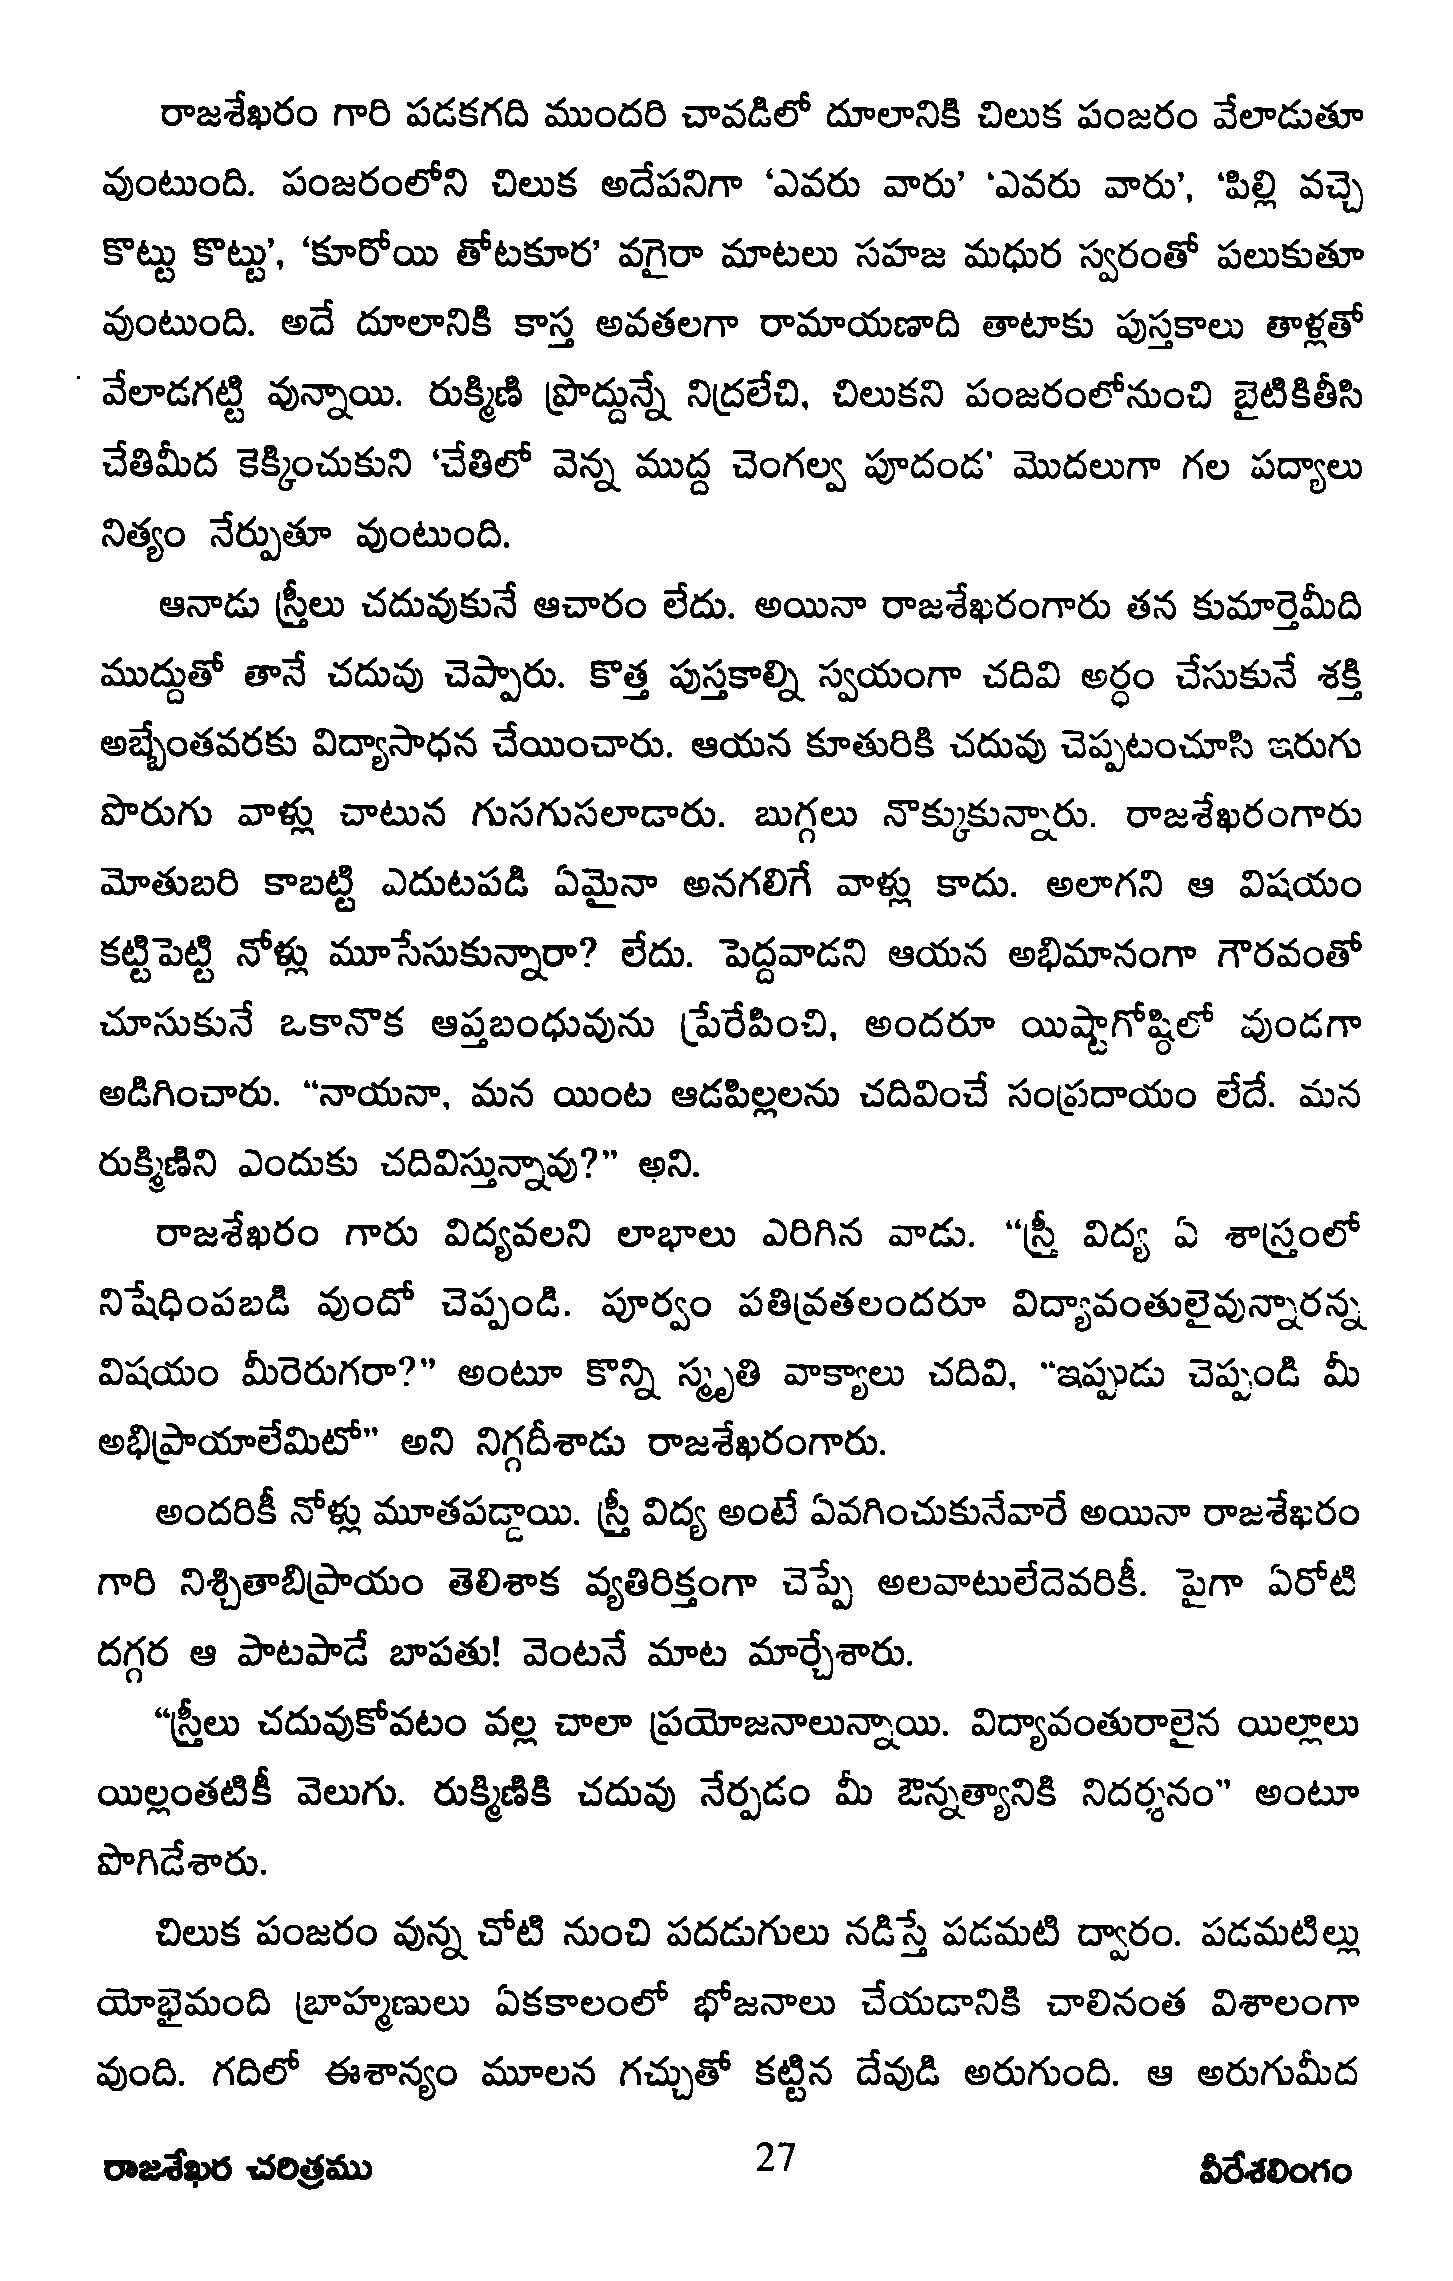 రాజశేఖరం గారి పడకగది ముందరి చావడిలో దూలానికి చిలుక పంజరం వేలాడుతూ
వుంటుంది. పంజరంలోని చిలుక అదేపనిగా ‘ఎవరు వారు’ ‘ఎవరు వారు’, ‘పిల్లి వచ్చె
కొట్టు కొట్టు’, ‘కూరోయి తోటకూర’ వగైరా మాటలు సహజ మధుర స్వరంతో పలుకుతూ
వుంటుంది. అదే దూలానికి కాస్త అవతలగా రామాయణాది తాటాకు పుస్తకాలు తాళ్లతో
వేలాడగట్టి వున్నాయి. రుక్మిణి ప్రొద్దున్నే నిద్రలేచి, చిలుకని పంజరంలోనుంచి బైటికితీసి
చేతిమీద కెక్కించుకుని ‘చేతిలో వెన్న ముద్ద చెంగల్వ పూదండ’ మొదలుగా గల పద్యాలు
నిత్యం నేర్పుతూ వుంటుంది.
ఆనాడు స్త్రీలు చదువుకునే ఆచారం లేదు. అయినా రాజశేఖరంగారు తన కుమార్తెమీది
ముద్దుతో తానే చదువు చెప్పారు. కొత్త పుస్తకాల్ని స్వయంగా చదివి అర్ధం చేసుకునే శక్తి
అబ్బేంతవరకు విద్యాసాధన చేయించారు. ఆయన కూతురికి చదువు చెప్పటంచూసి ఇరుగు
పొరుగు వాళ్లు చాటున గుసగుసలాడారు. బుగ్గలు నొక్కుకున్నారు. రాజశేఖరంగారు
మోతుబరి కాబట్టి ఎదుటపడి ఏమైనా అనగలిగే వాళ్లు కాదు. అలాగని ఆ విషయం
కట్టిపెట్టి నోళ్లు మూసేసుకున్నారా? లేదు. పెద్దవాడని ఆయన అభిమానంగా గౌరవంతో
చూసుకునే ఒకానొక ఆప్తబంధువును ప్రేరేపించి, అందరూ యిష్టాగోష్ఠిలో వుండగా
అడిగించారు. “నాయనా, మన యింట ఆడపిల్లలను చదివించే సంప్రదాయం లేదే. మన
రుక్మిణిని ఎందుకు చదివిస్తున్నావు?” అని.
రాజశేఖరం గారు విద్యవలని లాభాలు ఎరిగిన వాడు. “స్త్రీ విద్య ఏ శాస్త్రంలో
నిషేధింపబడి వుందో చెప్పండి. పూర్వం పతివ్రతలందరూ విద్యావంతులైవున్నారన్న
విషయం మీరెరుగరా?” అంటూ కొన్ని స్మృతి వాక్యాలు చదివి, “ఇప్పుడు చెప్పండి మీ
అభిప్రాయాలేమిటో” అని నిగ్గదీశాడు రాజశేఖరంగారు.
అందరికీ నోళ్లు మూతపడ్డాయి. స్త్రీ విద్య అంటే ఏవగించుకునేవారే అయినా రాజశేఖరం
గారి నిశ్చితాబిప్రాయం తెలిశాక వ్యతిరిక్తంగా చెప్పే అలవాటులేదెవరికీ. పైగా ఏరోటి
దగ్గర ఆ పాటపాడే బాపతు! వెంటనే మాట మార్చేశారు.
“స్త్రీలు చదువుకోవటం వల్ల చాలా ప్రయోజనాలున్నాయి. విద్యావంతురాలైన యిల్లాలు
యిల్లంతటికీ వెలుగు. రుక్మిణికి చదువు నేర్పడం మీ ఔన్నత్యానికి నిదర్శనం” అంటూ
పొగిడేశారు.
చిలుక పంజరం వున్న చోటి నుంచి పదడుగులు నడిస్తే పడమటి ద్వారం. పడమటిల్లు
యోభైమంది బ్రాహ్మణులు ఏకకాలంలో భోజనాలు చేయడానికి చాలినంత విశాలంగా
వుంది. గదిలో ఈశాన్యం మూలన గచ్చుతో కట్టిన దేవుడి అరుగుంది. ఆ అరుగుమీద
రాజశేఖర చరిత్రము 27 వీరేశలింగం